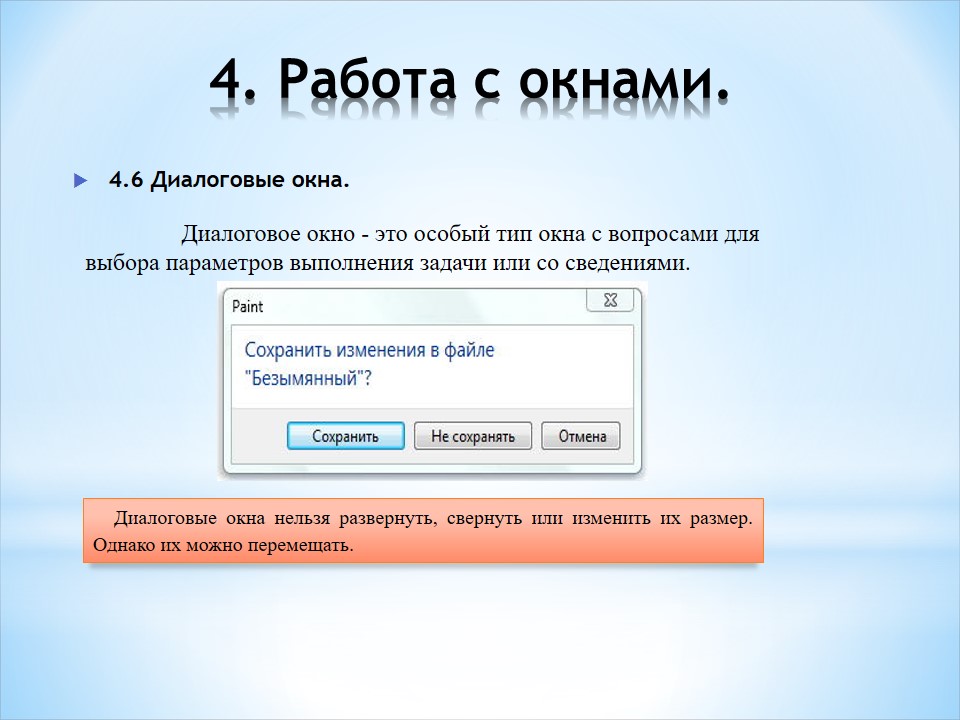 4. Работа с окнами.
4.6 Диалоговые окна.
Диалоговое окно - это особый тип окна с вопросами для
выбора параметров выполнения задачи или со сведениями.
Paint
Сохранить изменения в файле
"Безымянный"?
Сохранить Не сохранять Отмена
Диалоговые окна нельзя развернуть, свернуть или изменить их размер.
Однако их можно перемещать.